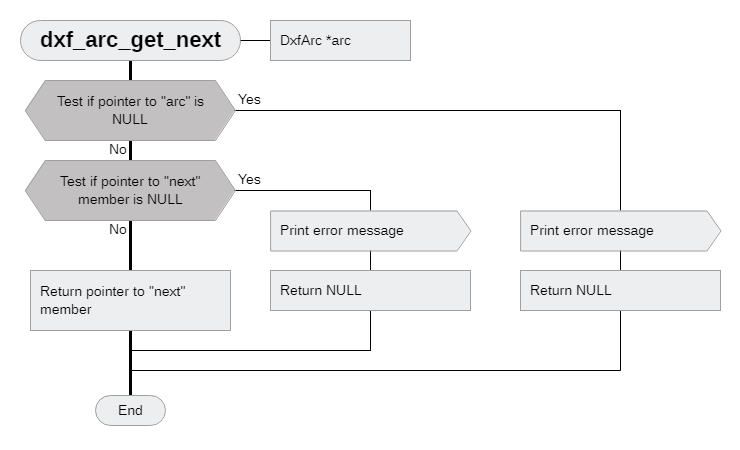 dxf_arc_get_next
DxfArc *arc
Test if pointer to "arc" is
NULL
Yes
No
Test if pointer to "next"
member is NULL
Yes
No
Print error message
Print error message
Return pointer to "next"
member
Return NULL
Return NULL
End